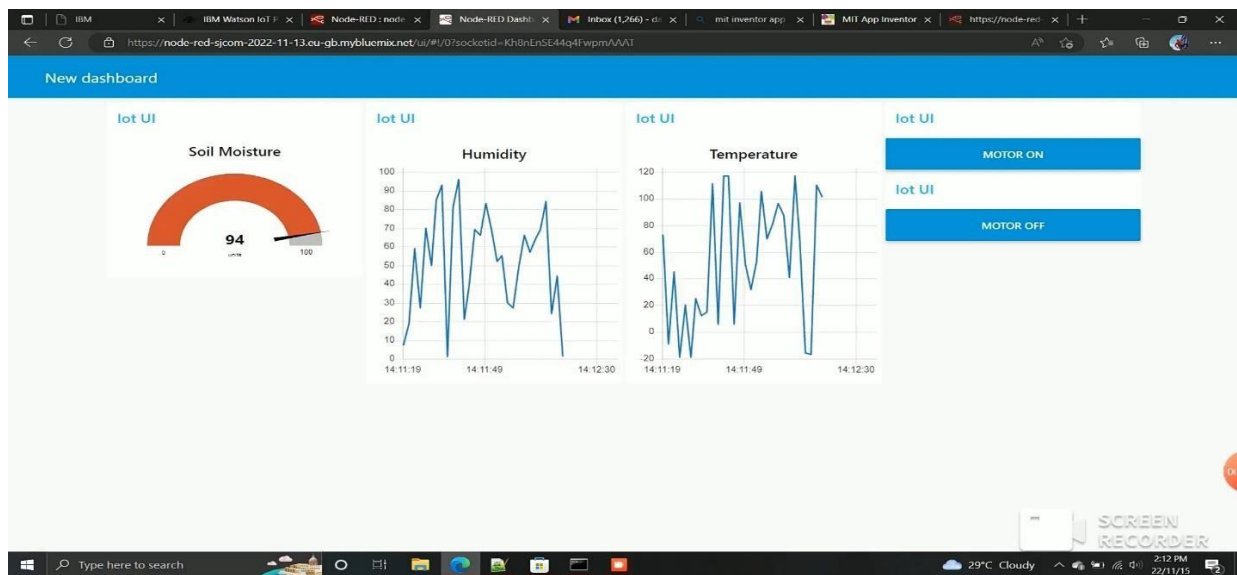 IBM
IBM Watson IoT P
Node-RED : node
Node-RED Dashb
Inbox (1,266) - da
mit inventor app
MIT App Inventor
https://node-red-
https://node-red-sjcom-2022-11-13.eu-gb.mybluemix.net/ui/#!/0?socketid=
New dashboard
Iot UI
Soil Moisture
94
units
0
100
Iot UI
Humidity
100
90
80
70
60
50
40
30
20
10
0
14:11:19 14:11:49 14:12:30
Iot UI
Temperature
120
100
80
60
40
20
0
-20
14:11:19 14:11:49 14:12:30
Iot UI
MOTOR ON
Iot UI
MOTOR OFF
SCREEN
RECORDER
Type here to search
29°C Cloudy
2:12 PM
22/11/15
2